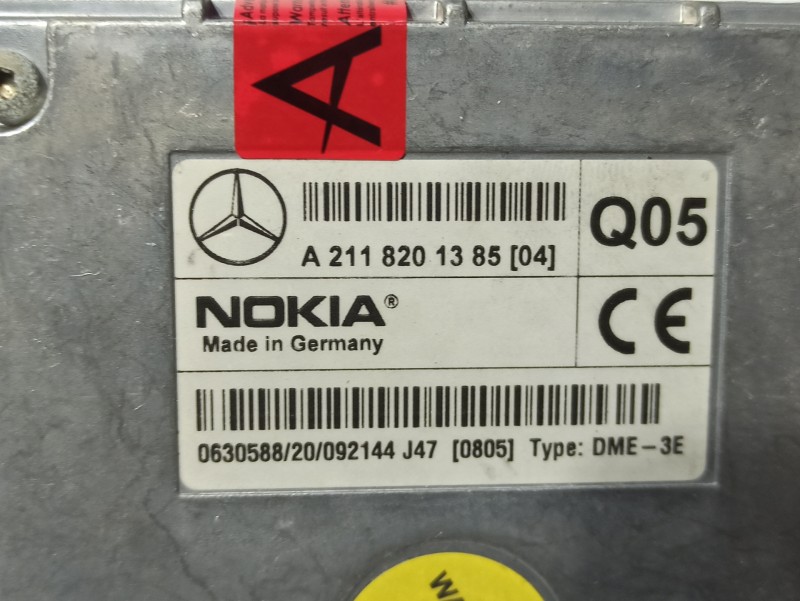 A
A 211 820 13 85 [04]
Q05
NOKIA®
Made in Germany
CE
0630588/20/092144 J47 [0805] Type: DME-3E